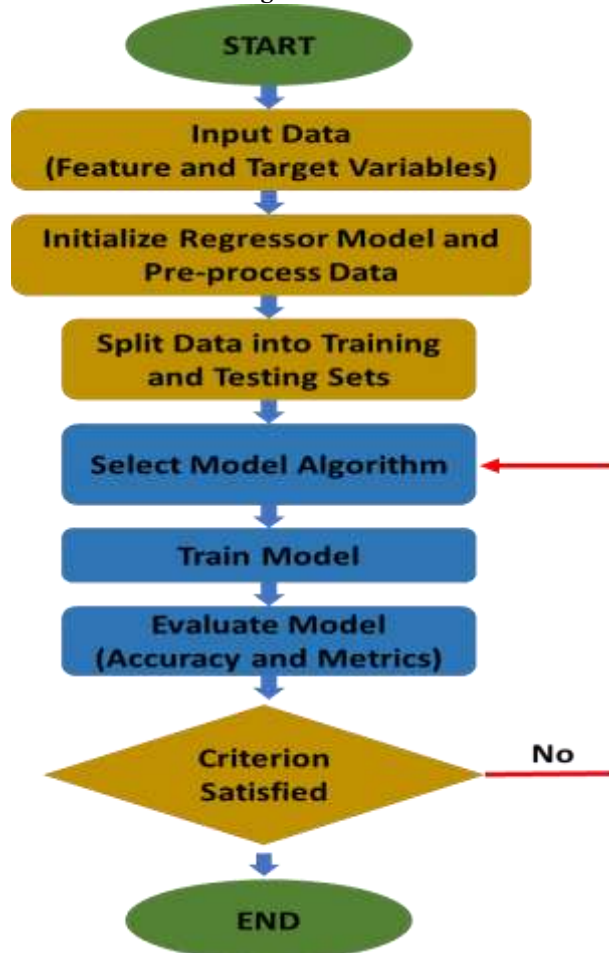 START
Input Data
(Feature and Target Variables)
Initialize Regressor Model and
Pre-process Data
Split Data into Training
and Testing Sets
Select Model Algorithm
Train Model
Evaluate Model
(Accuracy and Metrics)
Criterion
Satisfied
No
END